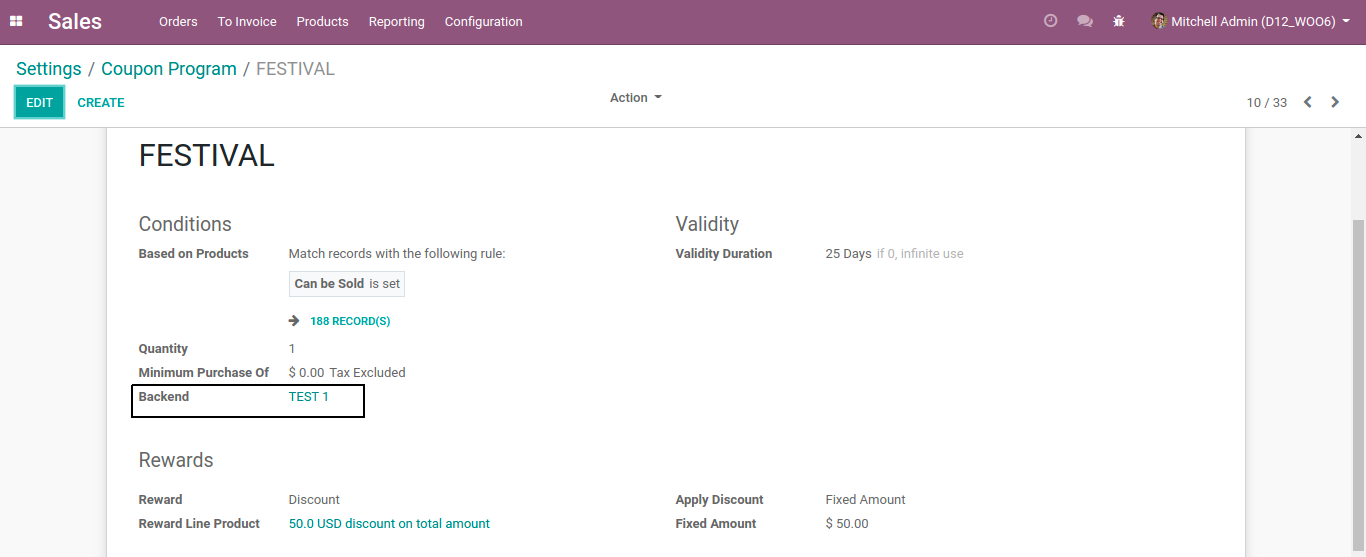 Sales Orders To Invoice Products Reporting Configuration Mitchell Admin (D12_WOO6)
Settings / Coupon Program / FESTIVAL
EDIT CREATE Action 10 / 33
FESTIVAL
Conditions Validity
Based on Products Match records with the following rule: Validity Duration 25 Days if 0, infinite use
Can be Sold is set
188 RECORD(S)
Quantity 1
Minimum Purchase Of $ 0.00 Tax Excluded
Backend TEST 1
Rewards
Reward Discount Apply Discount Fixed Amount
Reward Line Product 50.0 USD discount on total amount Fixed Amount $ 50.00